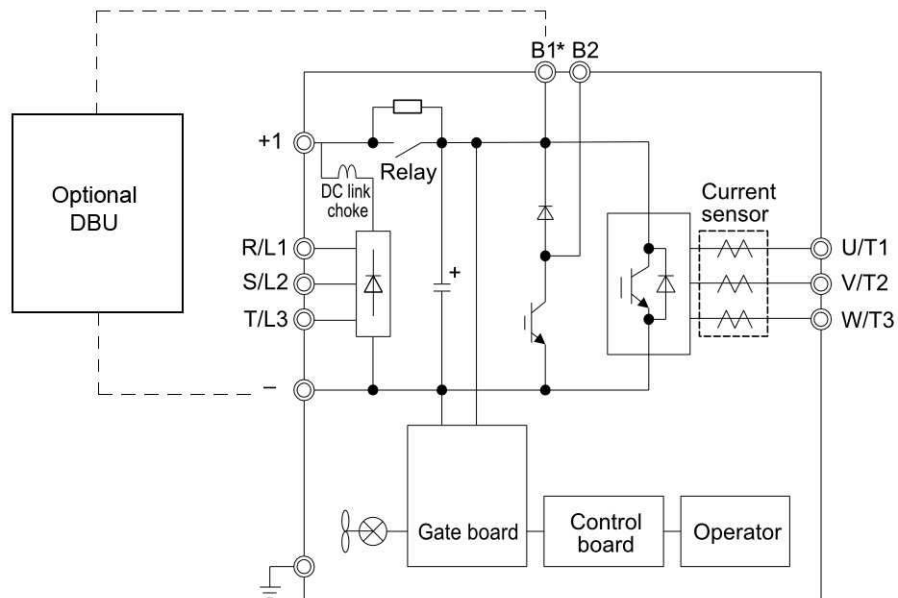 B1* B2
+1
Relay
DC link
choke
Optional
DBU
Current
sensor
R/L1
S/L2
T/L3
+
U/T1
V/T2
W/T3
–
Gate board
Control
board
Operator